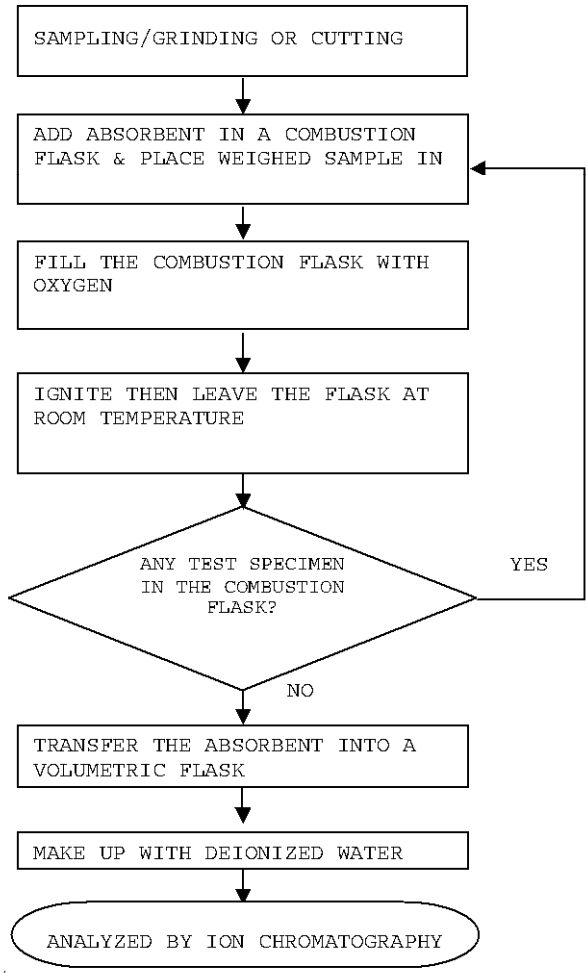 SAMPLING/GRINDING OR CUTTING
ADD ABSORBENT IN A COMBUSTION
FLASK & PLACE WEIGHED SAMPLE IN
FILL THE COMBUSTION FLASK WITH
OXYGEN
IGNITE THEN LEAVE THE FLASK AT
ROOM TEMPERATURE
ANY TEST SPECIMEN
IN THE COMBUSTION
FLASK?
YES
NO
TRANSFER THE ABSORBENT INTO A
VOLUMETRIC FLASK
MAKE UP WITH DEIONIZED WATER
ANALYZED BY ION CHROMATOGRAPHY